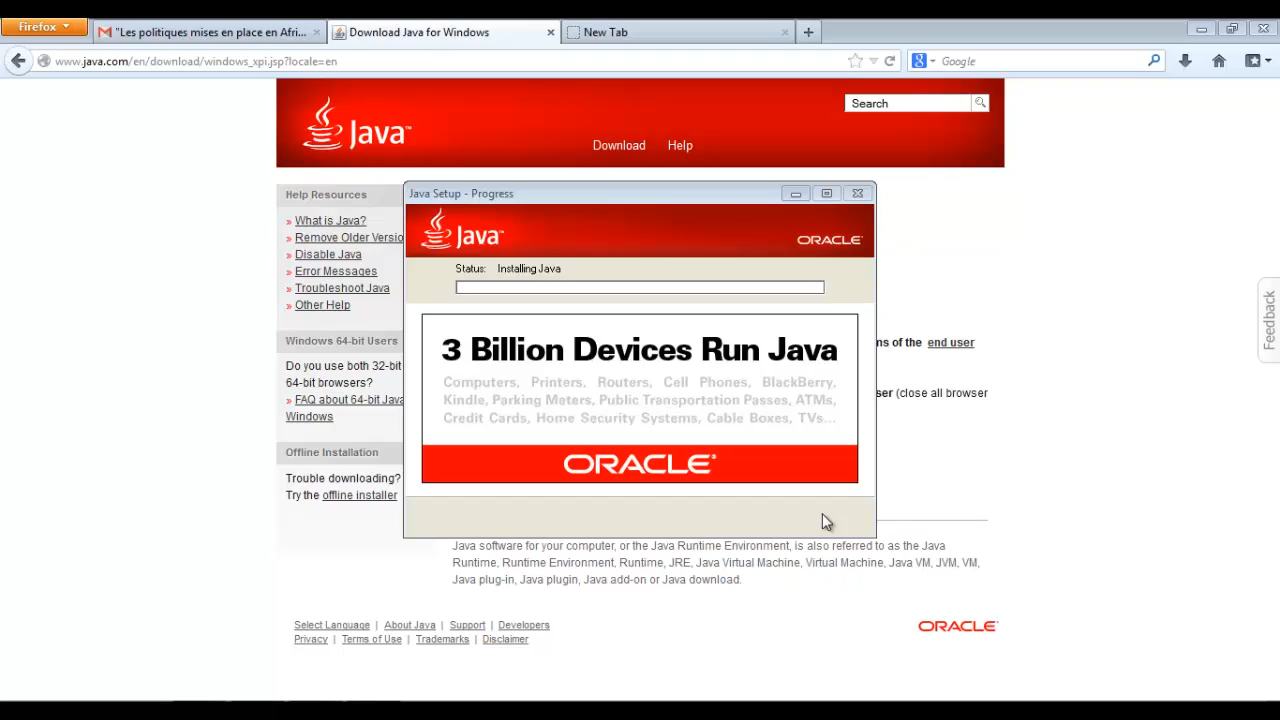 Firefox
"Les politiques mises en place en Afri...
Download Java for Windows
New Tab
www.java.com/en/download/windows_xpi.jsp?locale=en
Google
Java™
Search
Download Help
Help Resources
» What is Java?
» Remove Older Versio
» Disable Java
» Error Messages
» Troubleshoot Java
» Other Help
Windows 64-bit Users
Do you use both 32-bit
64-bit browsers?
» FAQ about 64-bit Java
Windows
Offline Installation
Trouble downloading?
Try the offline installer
Java Setup - Progress
Java™
ORACLE®
Status: Installing Java
3 Billion Devices Run Java
Computers, Printers, Routers, Cell Phones, BlackBerry,
Kindle, Parking Meters, Public Transportation Passes, ATMs,
Credit Cards, Home Security Systems, Cable Boxes, TVs...
ORACLE®
ns of the end user
ser (close all browser
Feedback
Java software for your computer, or the Java Runtime Environment, is also referred to as the Java
Runtime, Runtime Environment, Runtime, JRE, Java Virtual Machine, Virtual Machine, Java VM, JVM, VM,
Java plug-in, Java plugin, Java add-on or Java download.
Select Language | About Java | Support | Developers
Privacy | Terms of Use | Trademarks | Disclaimer
ORACLE®